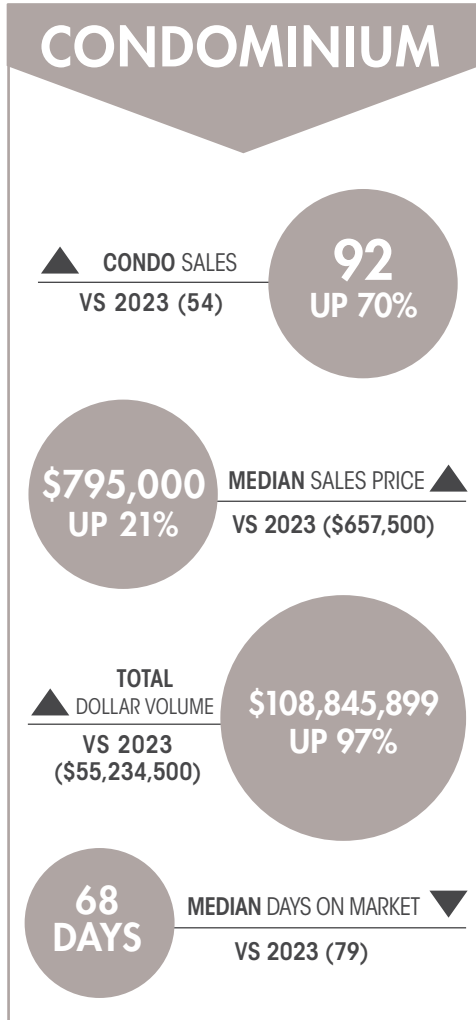 CONDOMINIUM
CONDO SALES
VS 2023 (54)
92
UP 70%
$795,000
UP 21%
MEDIAN SALES PRICE
VS 2023 ($657,500)
TOTAL
DOLLAR VOLUME
VS 2023
($55,234,500)
$108,845,899
UP 97%
68
DAYS
MEDIAN DAYS ON MARKET
VS 2023 (79)